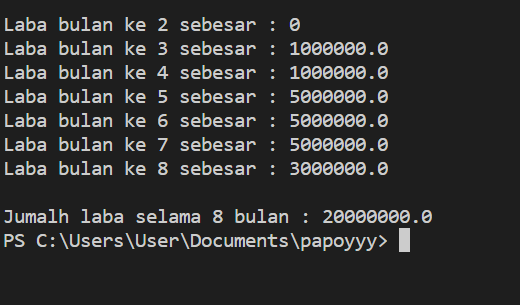 Laba bulan ke 2 sebesar : 0
Laba bulan ke 3 sebesar : 1000000.0
Laba bulan ke 4 sebesar : 1000000.0
Laba bulan ke 5 sebesar : 5000000.0
Laba bulan ke 6 sebesar : 5000000.0
Laba bulan ke 7 sebesar : 5000000.0
Laba bulan ke 8 sebesar : 3000000.0
Jumalh laba selama 8 bulan : 20000000.0
PS C:\Users\User\Documents\papoyyy>